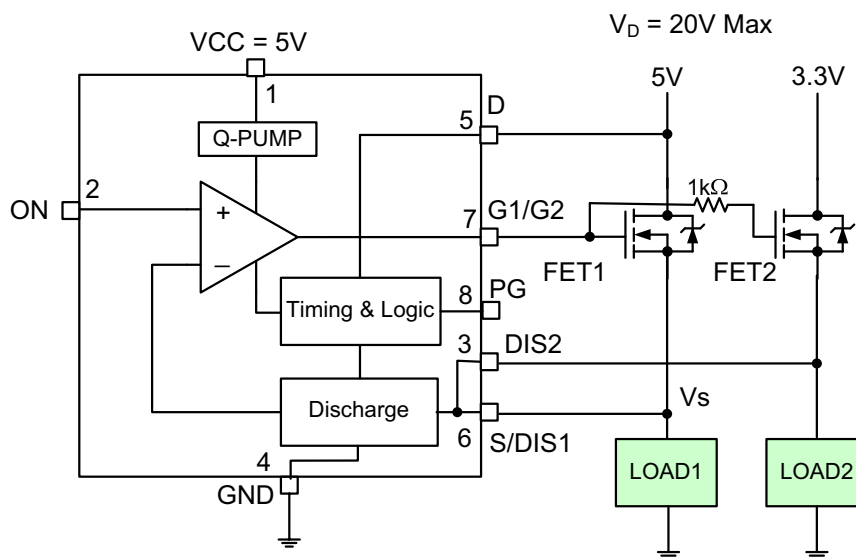 V_D = 20V Max
VCC = 5V
5V
3.3V
1
D
5
Q-PUMP
2
ON
+
1kΩ
G1/G2
7
–
FET1
FET2
PG
Timing & Logic
8
3
DIS2
Discharge
Vs
6
S/DIS1
4
LOAD1
LOAD2
GND